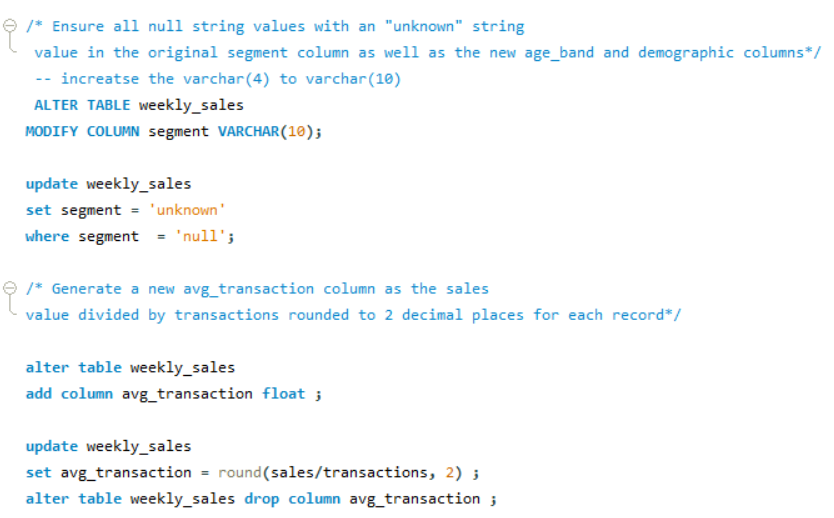 /* Ensure all null string values with an "unknown" string
value in the original segment column as well as the new age_band and demographic columns*/
-- increatse the varchar(4) to varchar(10)
ALTER TABLE weekly_sales
MODIFY COLUMN segment VARCHAR(10);
update weekly_sales
set segment = 'unknown'
where segment  = 'null';
/* Generate a new avg_transaction column as the sales
value divided by transactions rounded to 2 decimal places for each record*/
alter table weekly_sales
add column avg_transaction float ;
update weekly_sales
set avg_transaction = round(sales/transactions, 2) ;
alter table weekly_sales drop column avg_transaction ;